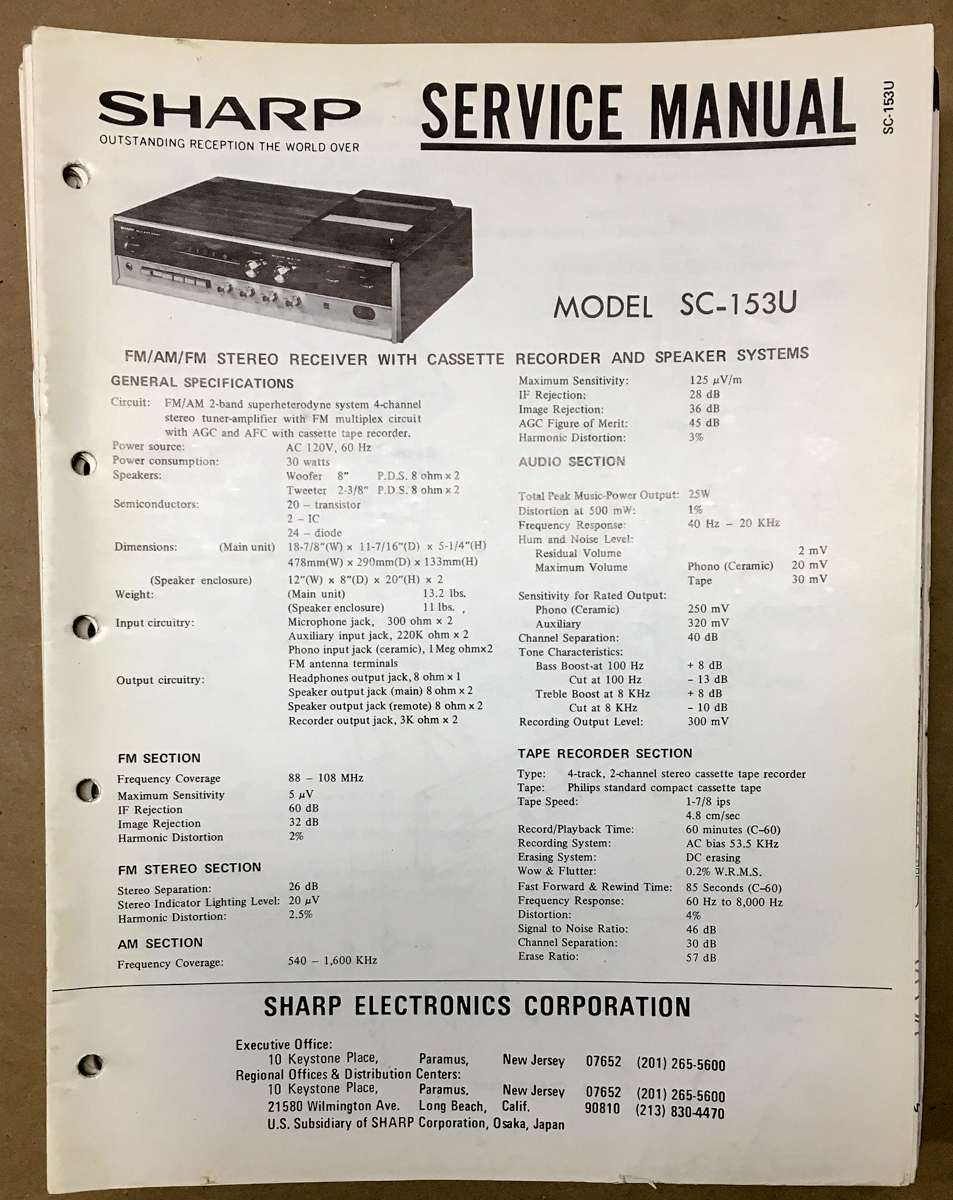 SHARP
OUTSTANDING RECEPTION THE WORLD OVER
SERVICE MANUAL
SC-153U
SHARP
MODEL SC-153U
FM/AM/FM STEREO RECEIVER WITH CASSETTE RECORDER AND SPEAKER SYSTEMS
GENERAL SPECIFICATIONS
Circuit: FM/AM 2-band superheterodyne system 4-channel
stereo tuner-amplifier with FM multiplex circuit
with AGC and AFC with cassette tape recorder.
Power source: AC 120V, 60 Hz
Power consumption: 30 watts
Speakers: Woofer 8" P.D.S. 8 ohm x 2
Tweeter 2-3/8" P.D.S. 8 ohm x 2
Semiconductors: 20 – transistor
2 – IC
24 – diode
Dimensions: (Main unit) 18-7/8"(W) x 11-7/16"(D) x 5-1/4"(H)
478mm(W) x 290mm(D) x 133mm(H)
(Speaker enclosure) 12"(W) x 8"(D) x 20"(H) x 2
Weight: (Main unit) 13.2 lbs.
(Speaker enclosure) 11 lbs.
Input circuitry: Microphone jack, 300 ohm x 2
Auxiliary input jack, 220K ohm x 2
Phono input jack (ceramic), 1 Meg ohmx2
FM antenna terminals
Output circuitry: Headphones output jack, 8 ohm x 1
Speaker output jack (main) 8 ohm x 2
Speaker output jack (remote) 8 ohm x 2
Recorder output jack, 3K ohm x 2
FM SECTION
Frequency Coverage 88 – 108 MHz
Maximum Sensitivity 5 µV
IF Rejection 60 dB
Image Rejection 32 dB
Harmonic Distortion 2%
FM STEREO SECTION
Stereo Separation: 26 dB
Stereo Indicator Lighting Level: 20 µV
Harmonic Distortion: 2.5%
AM SECTION
Frequency Coverage: 540 – 1,600 KHz
Maximum Sensitivity: 125 µV/m
IF Rejection: 28 dB
Image Rejection: 36 dB
AGC Figure of Merit: 45 dB
Harmonic Distortion: 3%
AUDIO SECTION
Total Peak Music-Power Output: 25W
Distortion at 500 mW: 1%
Frequency Response: 40 Hz – 20 KHz
Hum and Noise Level:
Residual Volume 2 mV
Maximum Volume Phono (Ceramic) 20 mV
Tape 30 mV
Sensitivity for Rated Output:
Phono (Ceramic) 250 mV
Auxiliary 320 mV
Channel Separation: 40 dB
Tone Characteristics:
Bass Boost at 100 Hz + 8 dB
Cut at 100 Hz – 13 dB
Treble Boost at 8 KHz + 8 dB
Cut at 8 KHz – 10 dB
Recording Output Level: 300 mV
TAPE RECORDER SECTION
Type: 4-track, 2-channel stereo cassette tape recorder
Tape: Philips standard compact cassette tape
Tape Speed: 1-7/8 ips
4.8 cm/sec
Record/Playback Time: 60 minutes (C-60)
Recording System: AC bias 53.5 KHz
Erasing System: DC erasing
Wow & Flutter: 0.2% W.R.M.S.
Fast Forward & Rewind Time: 85 Seconds (C-60)
Frequency Response: 60 Hz to 8,000 Hz
Distortion: 4%
Signal to Noise Ratio: 46 dB
Channel Separation: 30 dB
Erase Ratio: 57 dB
SHARP ELECTRONICS CORPORATION
Executive Office:
10 Keystone Place, Paramus, New Jersey 07652 (201) 265-5600
Regional Offices & Distribution Centers:
10 Keystone Place, Paramus, New Jersey 07652 (201) 265-5600
21580 Wilmington Ave. Long Beach, Calif. 90810 (213) 830-4470
U.S. Subsidiary of SHARP Corporation, Osaka, Japan